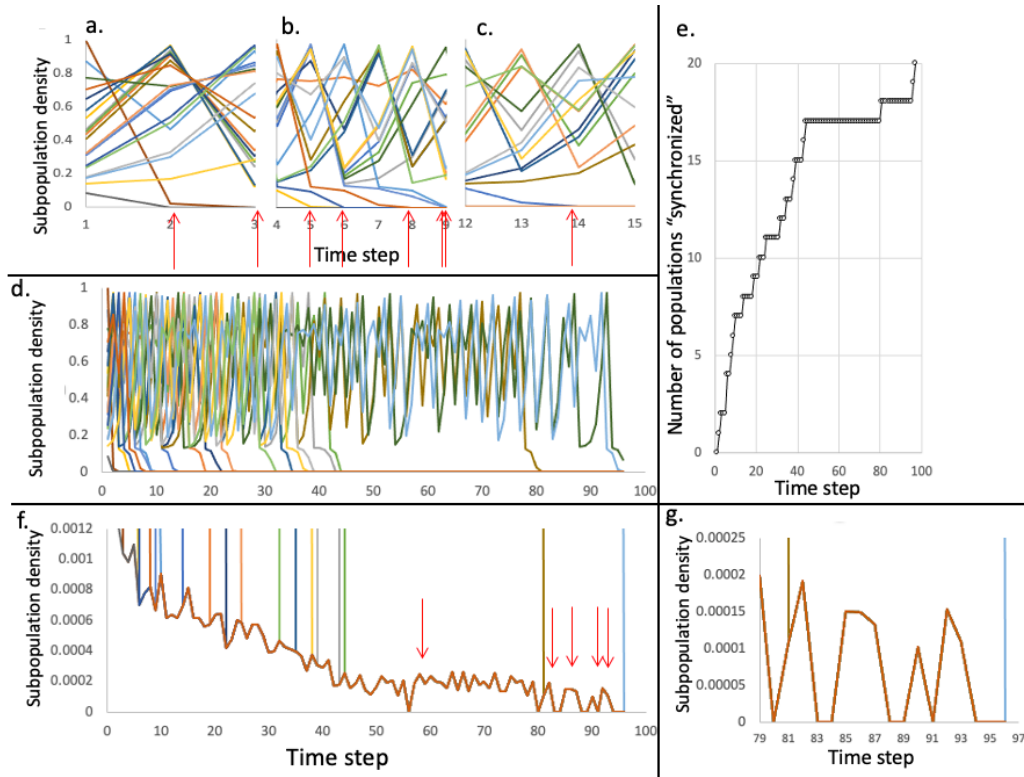 a.
b.
c.
Subpopulation density
1
0.8
0.6
0.4
0.2
0
1 2 3
4 5 6 7 8 9
12 13 14 15
Time step
d.
Subpopulation density
1
0.8
0.6
0.4
0.2
0
0 10 20 30 40 50 60 70 80 90 100
e.
Number of populations “synchronized”
20
15
10
5
0
0 20 40 60 80 100
Time step
f.
Subpopulation density
0.0012
0.001
0.0008
0.0006
0.0004
0.0002
0
0 10 20 30 40 50 60 70 80 90 100
Time step
g.
Subpopulation density
0.00025
0.0002
0.00015
0.0001
0.00005
0
79 81 83 85 87 89 91 93 95 97
Time step